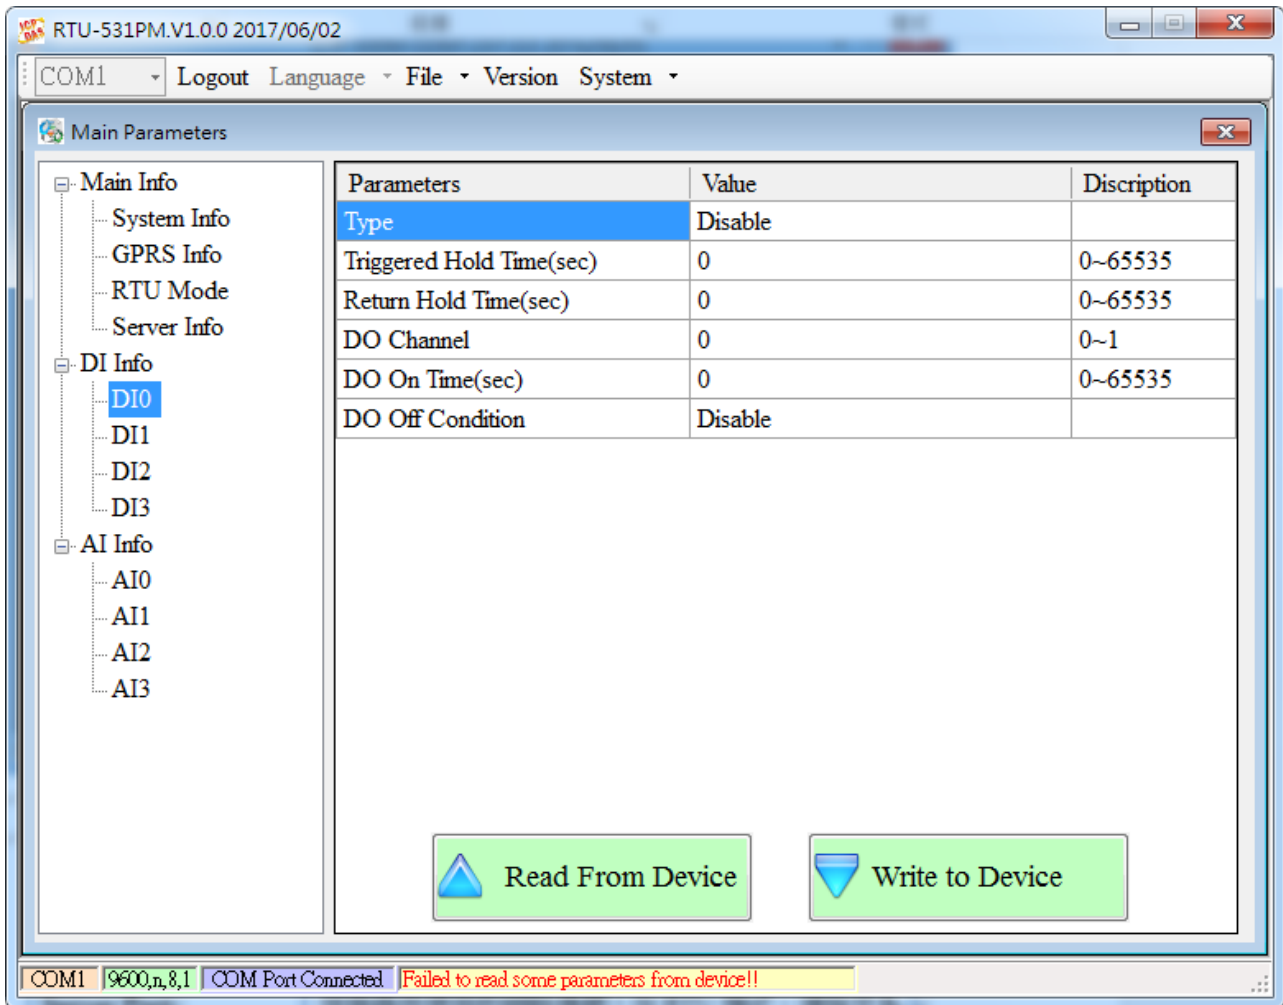 RTU-531PM.V1.0.0 2017/06/02
COM1 Logout Language File Version System
Main Parameters
Main Info
System Info
GPRS Info
RTU Mode
Server Info
DI Info
DI0
DI1
DI2
DI3
AI Info
AI0
AI1
AI2
AI3
Parameters Value Discription
Type Disable
Triggered Hold Time(sec) 0 0~65535
Return Hold Time(sec) 0 0~65535
DO Channel 0 0~1
DO On Time(sec) 0 0~65535
DO Off Condition Disable
Read From Device Write to Device
COM1 9600,n,8,1 COM Port Connected Failed to read some parameters from device!!